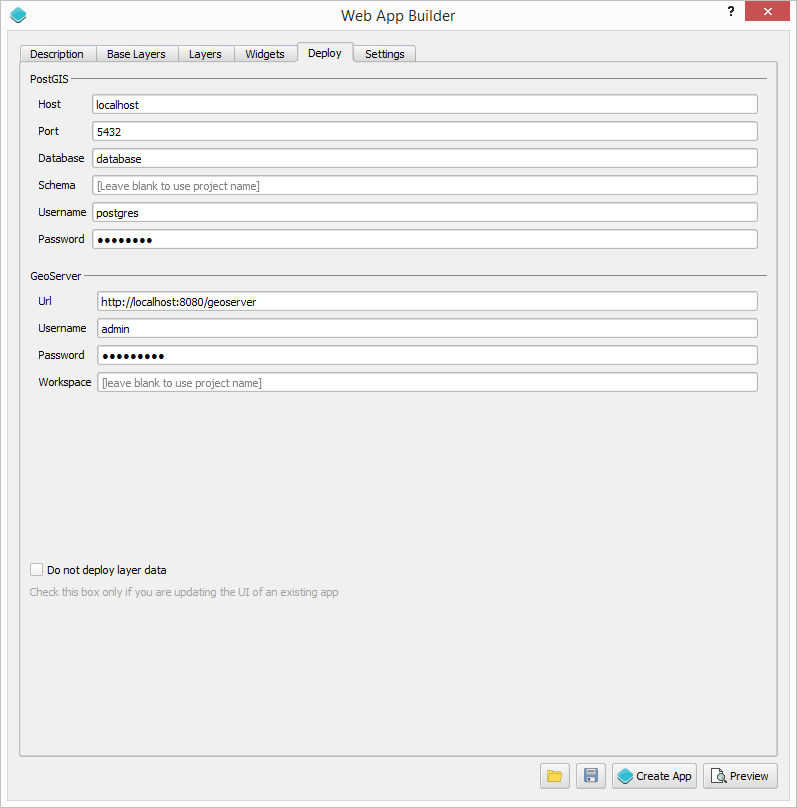 Web App Builder
?
Description Base Layers Layers Widgets Deploy Settings
PostGIS
Host localhost
Port 5432
Database database
Schema [Leave blank to use project name]
Username postgres
Password ●●●●●●●●
GeoServer
Url http://localhost:8080/geoserver
Username admin
Password ●●●●●●●●●
Workspace [leave blank to use project name]
Do not deploy layer data
Check this box only if you are updating the UI of an existing app
Create App Preview